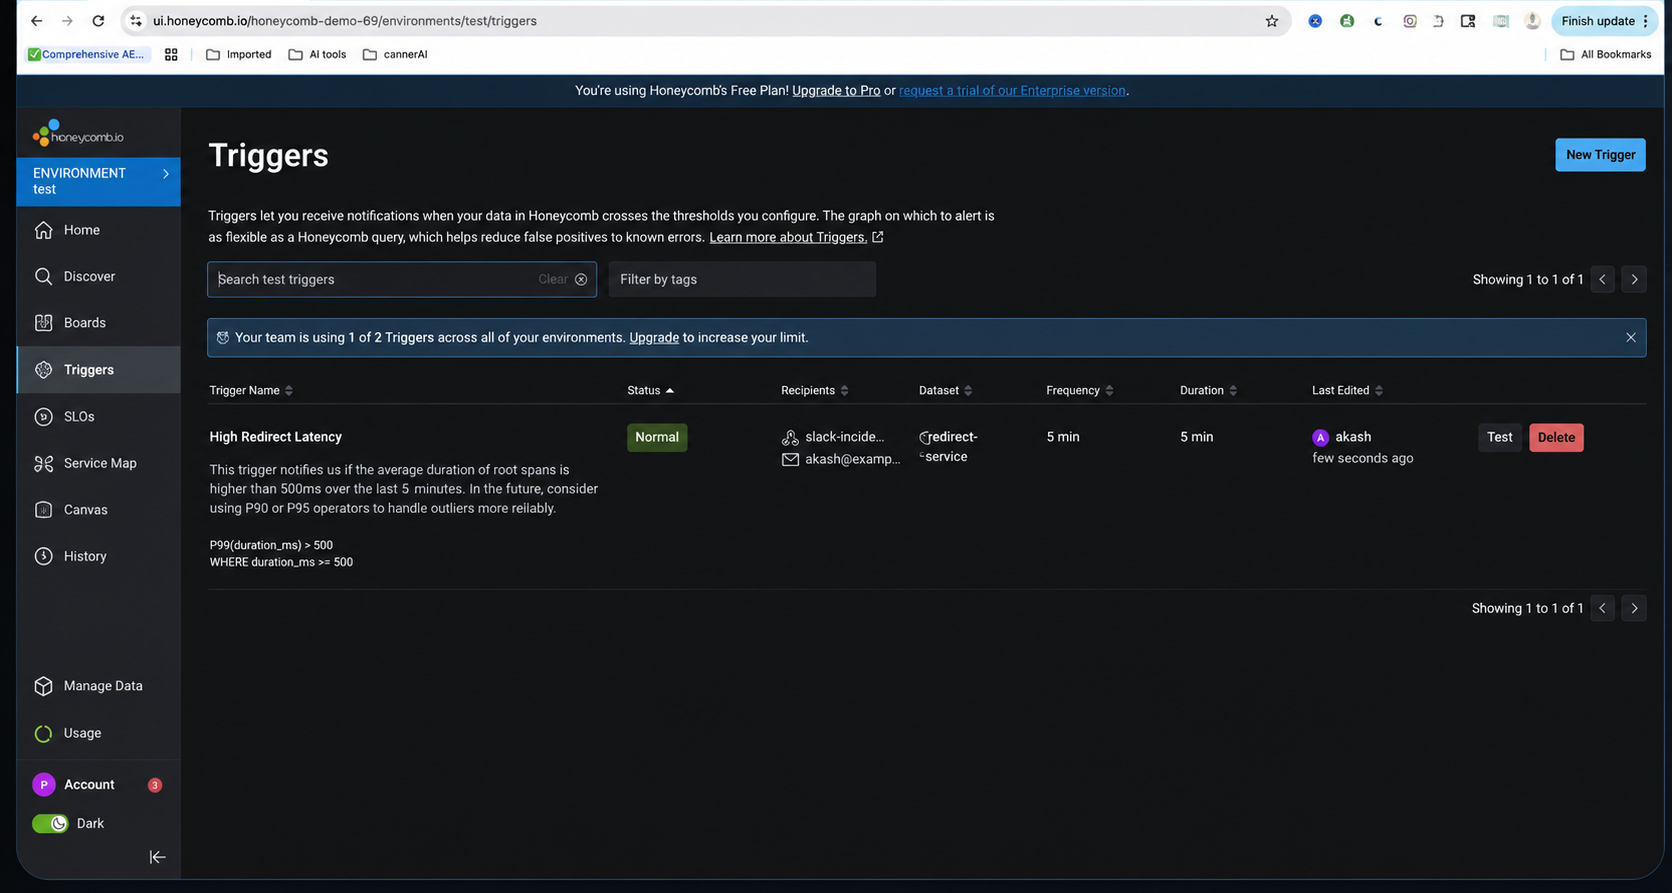 ui.honeycomb.io/honeycomb-demo-69/environments/test/triggers
Finish update
Comprehensive AE...
Imported
AI tools
cannerAI
All Bookmarks
You're using Honeycomb's Free Plan! Upgrade to Pro or request a trial of our Enterprise version.
honeycomb.io
ENVIRONMENT
test
Home
Discover
Boards
Triggers
SLOs
Service Map
Canvas
History
Manage Data
Usage
P Account 3
Dark
Triggers
New Trigger
Triggers let you receive notifications when your data in Honeycomb crosses the thresholds you configure. The graph on which to alert is
as flexible as a Honeycomb query, which helps reduce false positives to known errors. Learn more about Triggers.
Search test triggers Clear
Filter by tags
Showing 1 to 1 of 1
Your team is using 1 of 2 Triggers across all of your environments. Upgrade to increase your limit.
Trigger Name Status Recipients Dataset Frequency Duration Last Edited
High Redirect Latency
This trigger notifies us if the average duration of root spans is
higher than 500ms over the last 5 minutes. In the future, consider
using P90 or P95 operators to handle outliers more reliably.
P99(duration_ms) > 500
WHERE duration_ms >= 500
Normal
slack-incide...
akash@examp...
redirect-
service
5 min
5 min
A akash
few seconds ago
Test
Delete
Showing 1 to 1 of 1